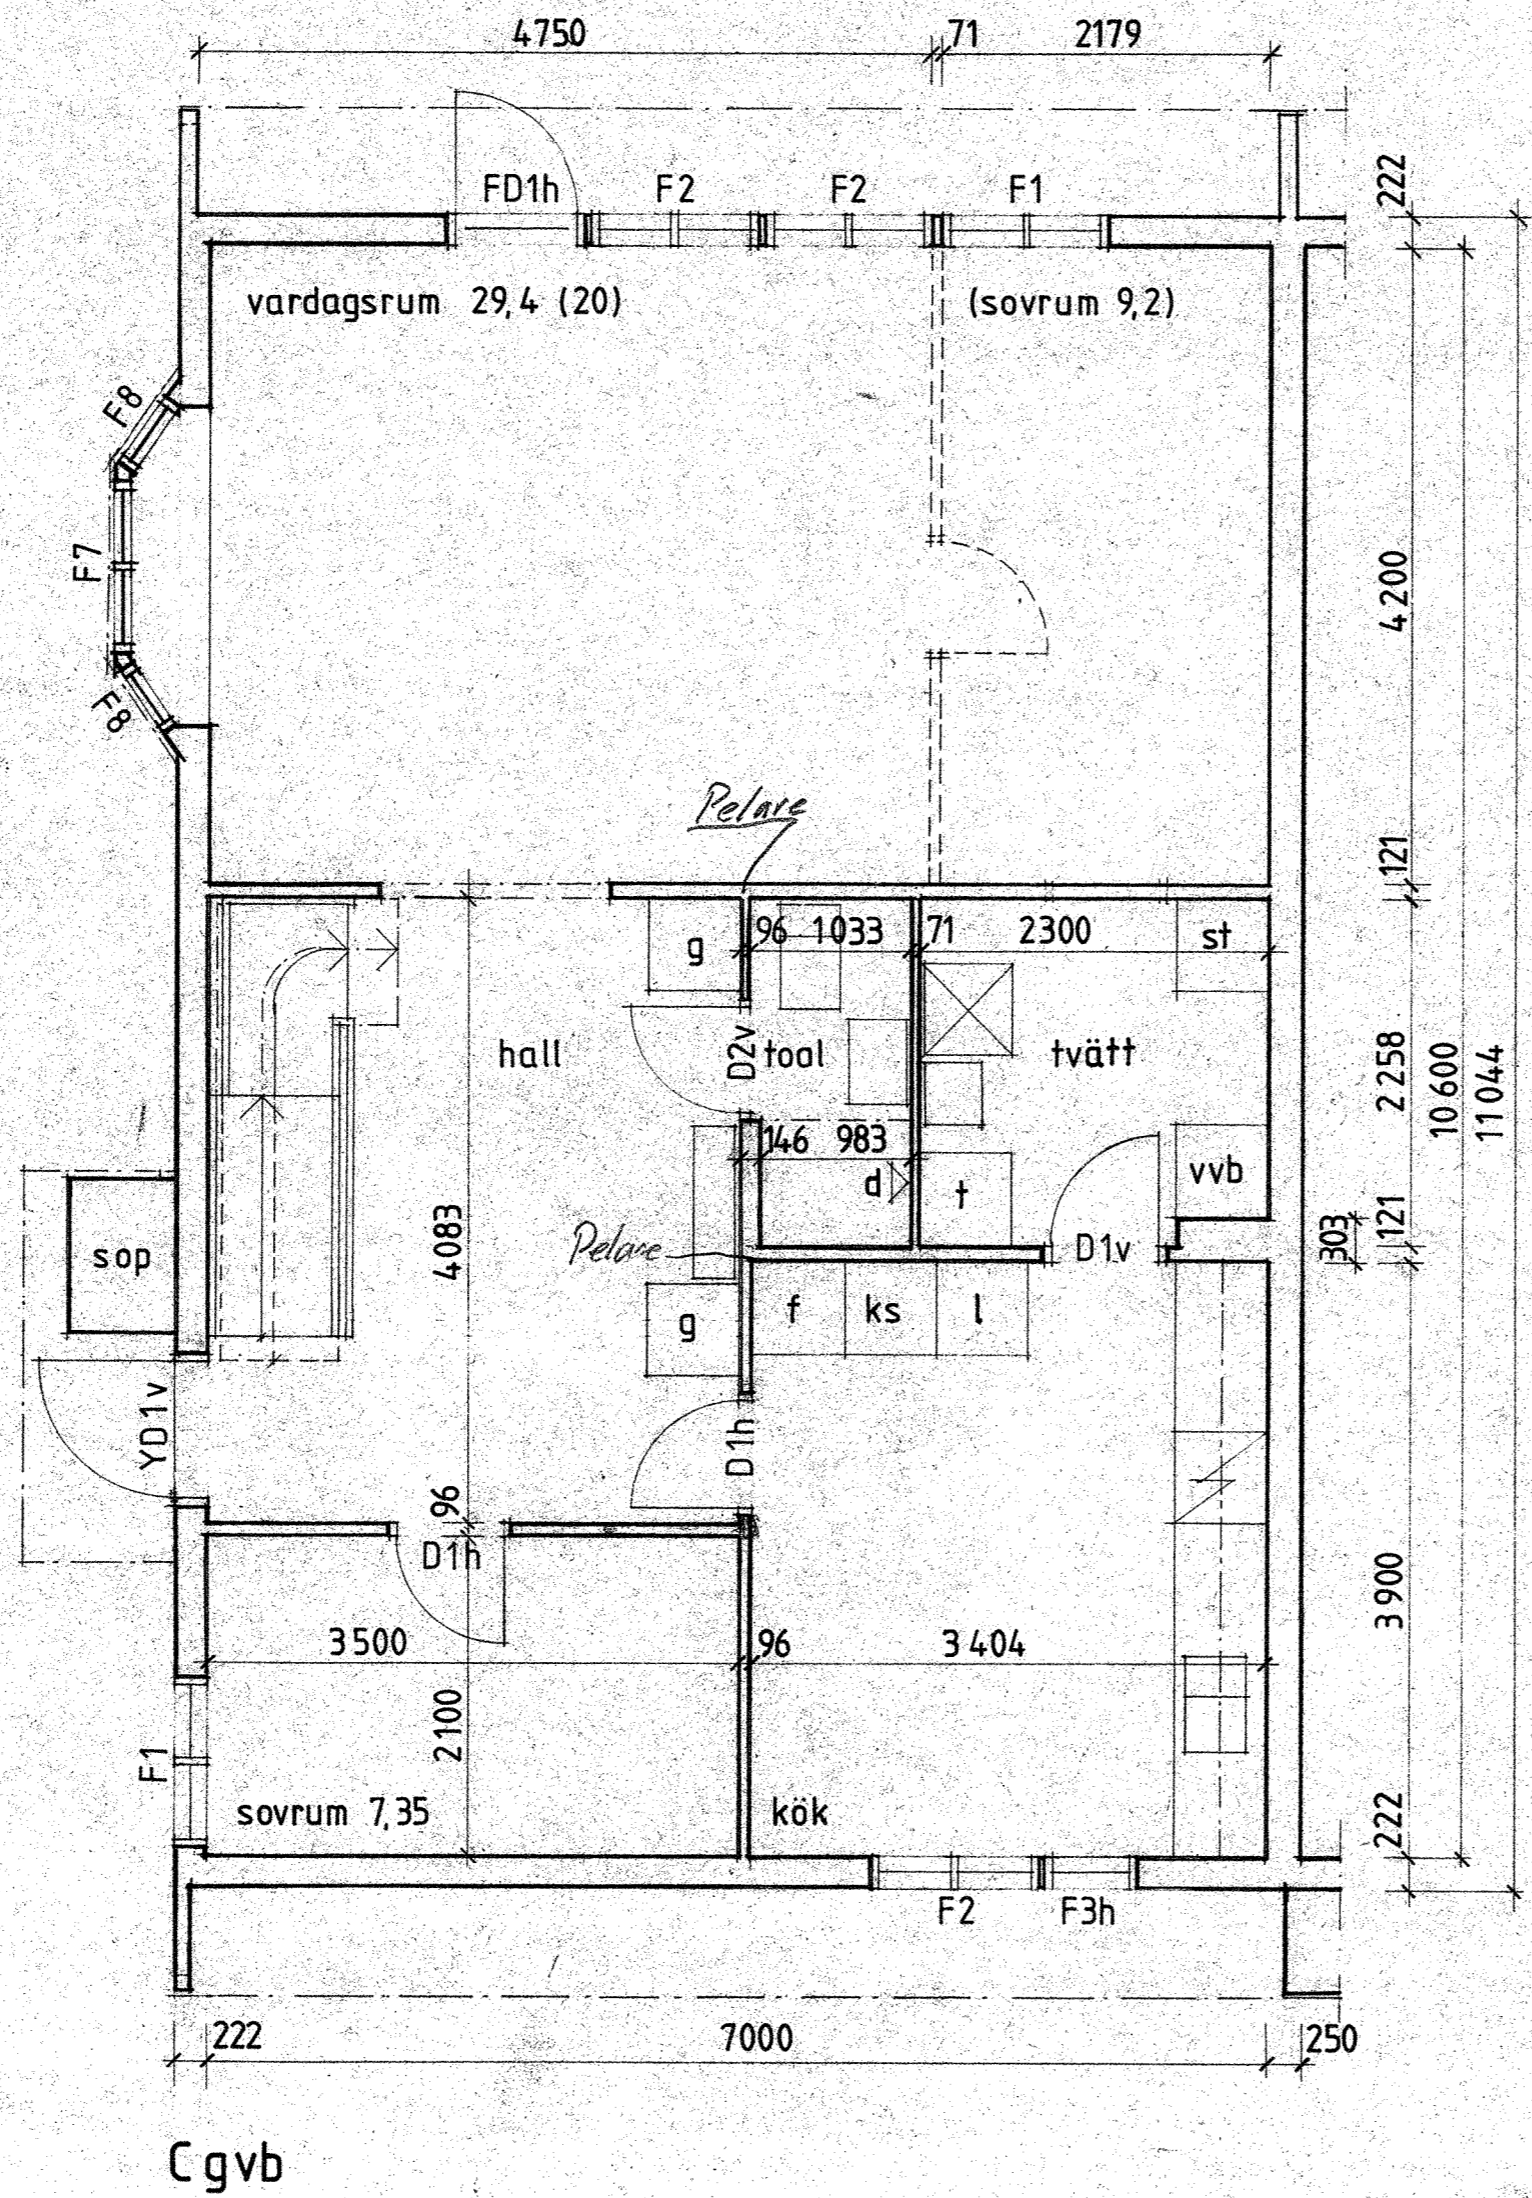 4750 71 2179
FD1h F2 F2 F1
222
vardagsrum 29,4 (20) (sovrum 9,2)
F8
F7
F8
4200
Pelare
121
g 96 1033 71 2300 st
hall D2v toal tvätt
2258
10600
11044
146 983
d t vvb
sop 4083 Pelare D1v 303 121
g f ks l
YD1v D1h
96
D1h
3500 96 3404
3900
2100
F1
sovrum 7,35 kök
222
F2 F3h
222 7000 250
C gvb